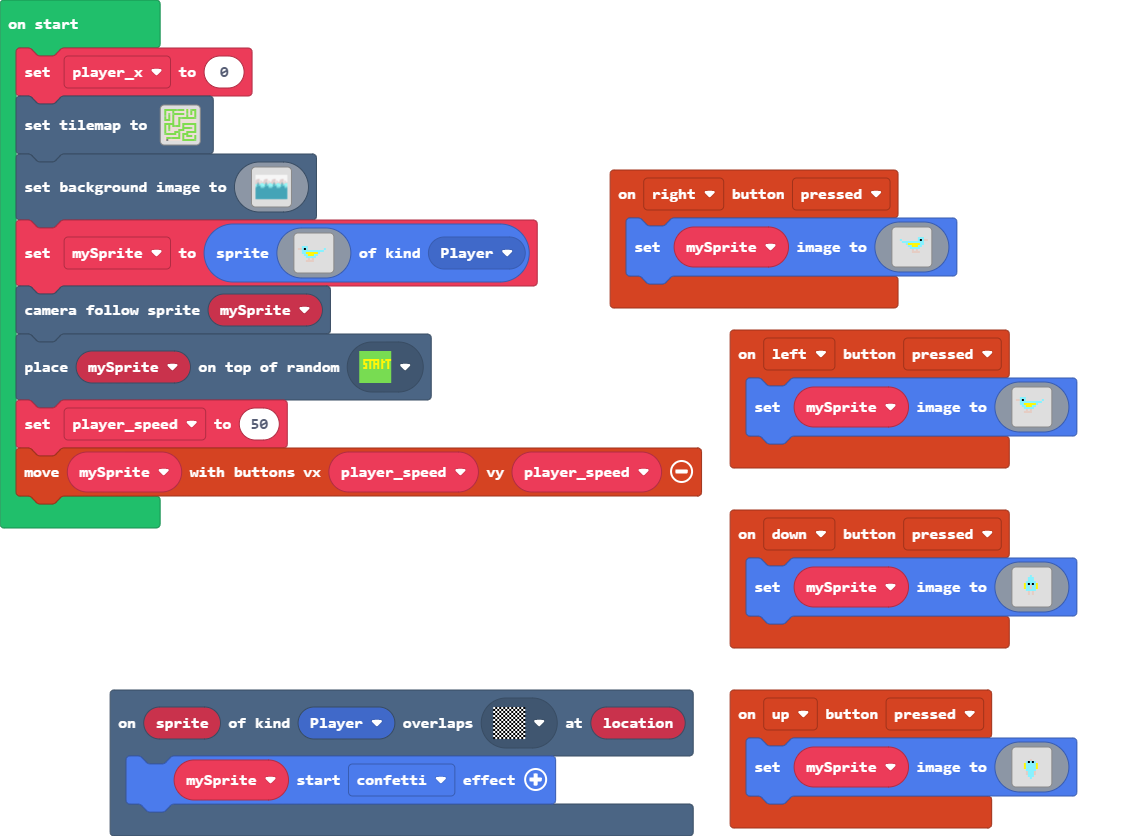 on start
set player_x to 0
set tilemap to
set background image to
set mySprite to sprite of kind Player
camera follow sprite mySprite
place mySprite on top of random START
set player_speed to 50
move mySprite with buttons vx player_speed vy player_speed
on right button pressed
set mySprite image to
on left button pressed
set mySprite image to
on down button pressed
set mySprite image to
on up button pressed
set mySprite image to
on sprite of kind Player overlaps at location
mySprite start confetti effect